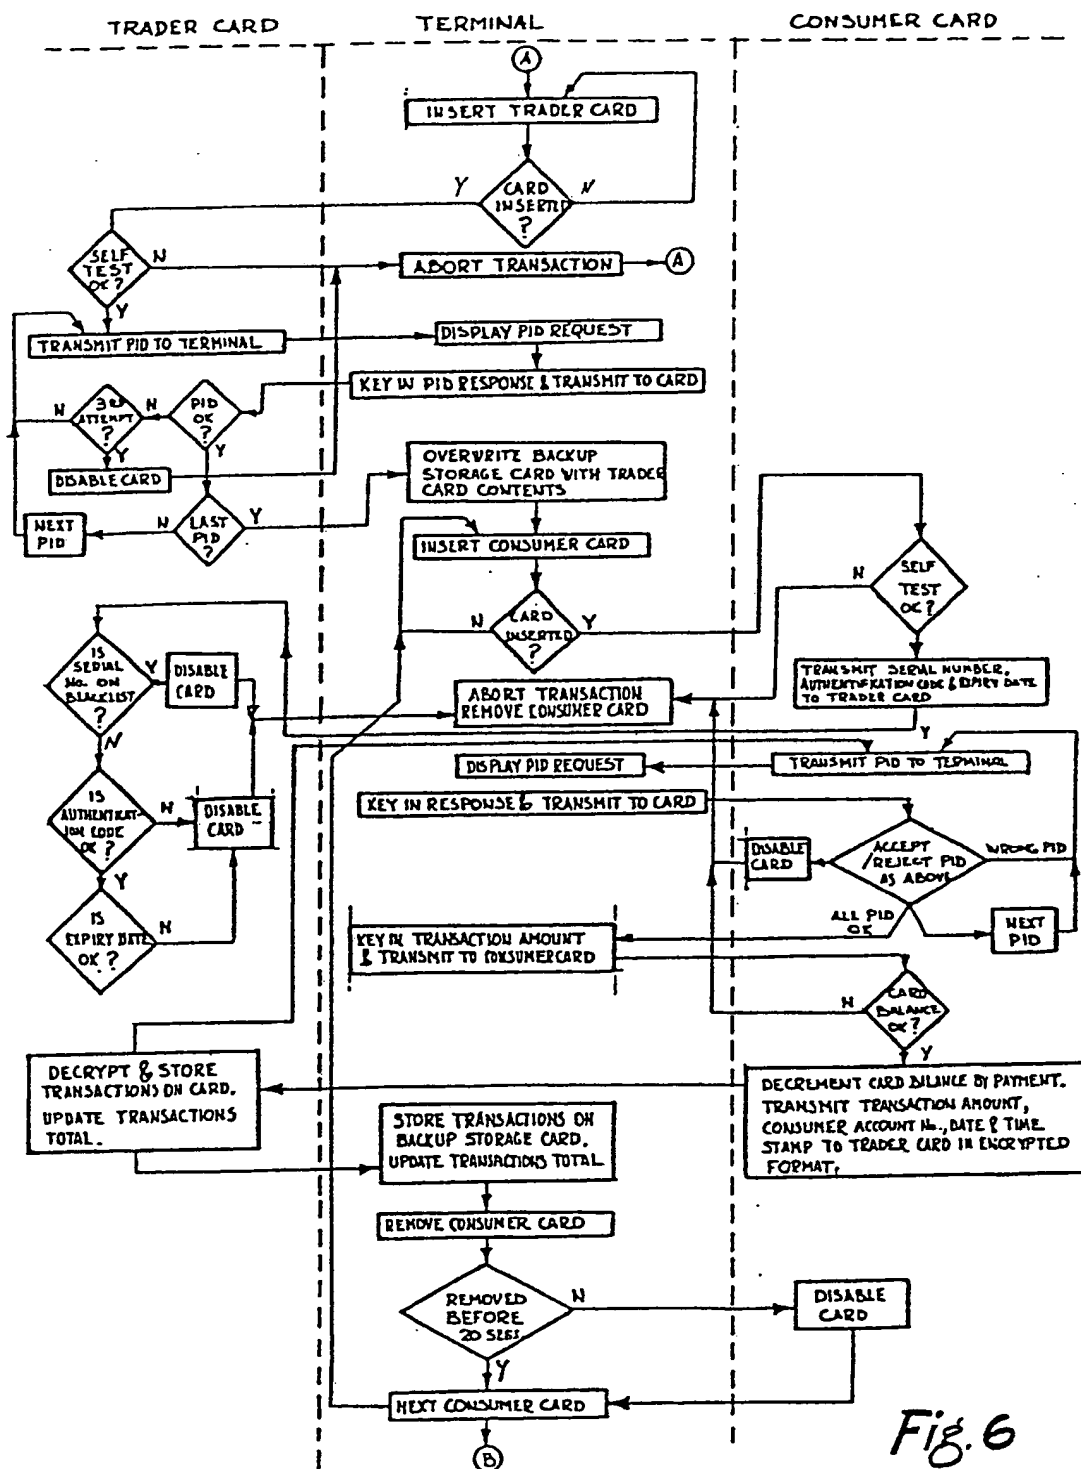 TRADER CARD
TERMINAL
CONSUMER CARD
A
INSERT TRADER CARD
Y
CARD
INSERTED
?
N
SELF
TEST
OK?
N
ABORT TRANSACTION
A
Y
TRANSMIT PID TO TERMINAL
DISPLAY PID REQUEST
KEY IN PID RESPONSE & TRANSMIT TO CARD
N
3RD
ATTEMPT
?
N
PID
OK
?
Y
Y
DISABLE CARD
OVERWRITE BACKUP
STORAGE CARD WITH TRADER
CARD CONTENTS
NEXT
PID
N
LAST
PID
?
Y
INSERT CONSUMER CARD
N
CARD
INSERTED
?
Y
N
SELF
TEST
OK?
IS
SERIAL
No. ON
BLACKLIST
?
Y
DISABLE
CARD
N
ABORT TRANSACTION
REMOVE CONSUMER CARD
TRANSMIT SERIAL NUMBER,
AUTHENTIFICATION CODE & EXPIRY DATE
TO TRADER CARD
Y
DISPLAY PID REQUEST
TRANSMIT PID TO TERMINAL
IS
AUTHENTICAT-
ION CODE
OK?
N
DISABLE
CARD
Y
KEY IN RESPONSE & TRANSMIT TO CARD
DISABLE
CARD
ACCEPT
/REJECT PID
AS ABOVE
WRONG PID
IS
EXPIRY DATE
OK?
N
ALL PID
OK
NEXT
PID
KEY IN TRANSACTION AMOUNT
& TRANSMIT TO CONSUMER CARD
N
CARD
BALANCE
OK?
Y
DECRYPT & STORE
TRANSACTIONS ON CARD.
UPDATE TRANSACTIONS
TOTAL.
DECREMENT CARD BALANCE BY PAYMENT.
TRANSMIT TRANSACTION AMOUNT,
CONSUMER ACCOUNT No., DATE & TIME
STAMP TO TRADER CARD IN ENCRYPTED
FORMAT.
STORE TRANSACTIONS ON
BACKUP STORAGE CARD.
UPDATE TRANSACTIONS TOTAL
REMOVE CONSUMER CARD
REMOVED
BEFORE
20 SECS.
N
DISABLE
CARD
Y
NEXT CONSUMER CARD
B
Fig. 6